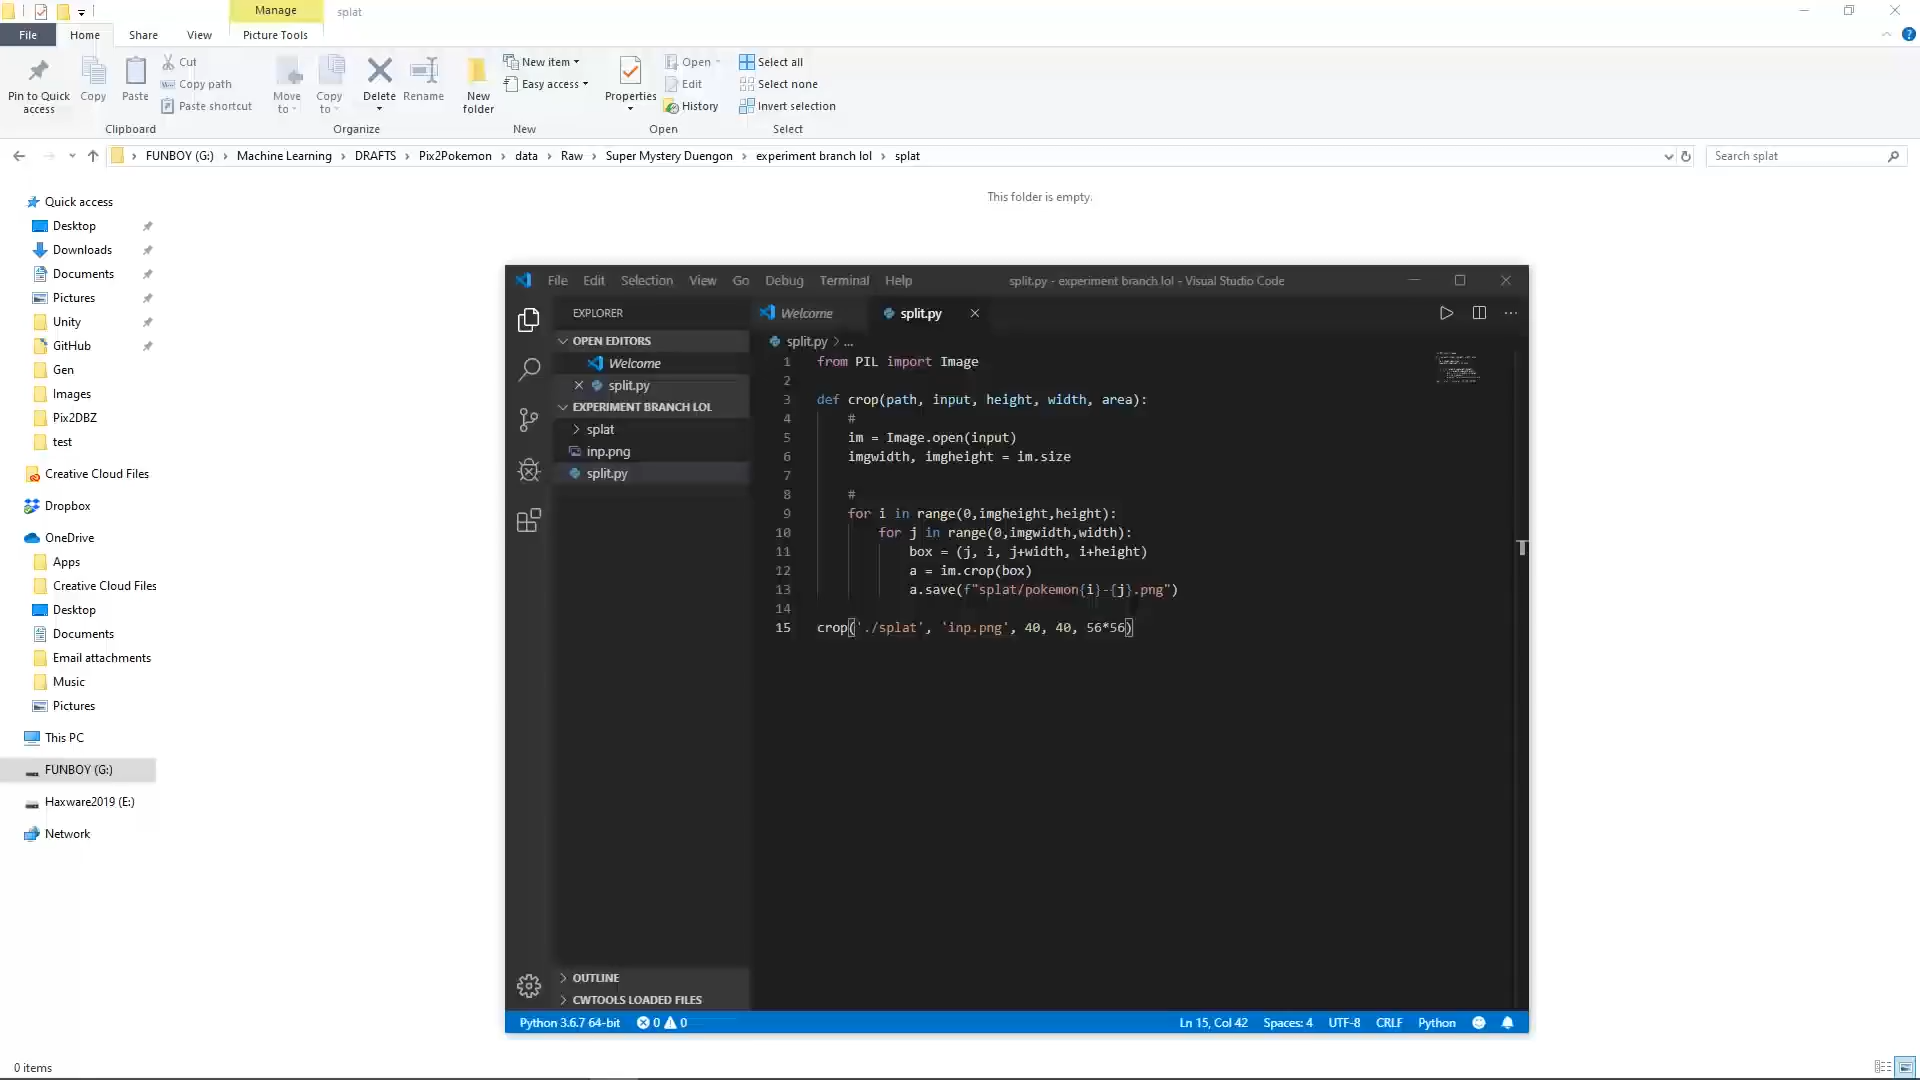 Manage
splat
File
Home
Share
View
Picture Tools
Pin to Quick access
Copy
Paste
Cut
Copy path
Paste shortcut
Clipboard
Move to
Copy to
Delete
Rename
Organize
New folder
New item
Easy access
New
Properties
Open
Edit
History
Open
Select all
Select none
Invert selection
Select
FUNBOY (G:) › Machine Learning › DRAFTS › Pix2Pokemon › data › Raw › Super Mystery Duengon › experiment branch lol › splat
Search splat
This folder is empty.
Quick access
Desktop
Downloads
Documents
Pictures
Unity
GitHub
Gen
Images
Pix2DBZ
test
Creative Cloud Files
Dropbox
OneDrive
Apps
Creative Cloud Files
Desktop
Documents
Email attachments
Music
Pictures
This PC
FUNBOY (G:)
Haxware2019 (E:)
Network
0 items
File Edit Selection View Go Debug Terminal Help
split.py - experiment branch lol - Visual Studio Code
EXPLORER
OPEN EDITORS
Welcome
split.py
EXPERIMENT BRANCH LOL
splat
inp.png
split.py
OUTLINE
CWTOOLS LOADED FILES
Welcome
split.py
split.py > ...
1 from PIL import Image
2
3 def crop(path, input, height, width, area):
4 #
5 im = Image.open(input)
6 imgwidth, imgheight = im.size
7
8 #
9 for i in range(0,imgheight,height):
10 for j in range(0,imgwidth,width):
11 box = (j, i, j+width, i+height)
12 a = im.crop(box)
13 a.save(f"splat/pokemon{i}-{j}.png")
14
15 crop('./splat', 'inp.png', 40, 40, 56*56)
Python 3.6.7 64-bit
0
0
Ln 15, Col 42
Spaces: 4
UTF-8
CRLF
Python